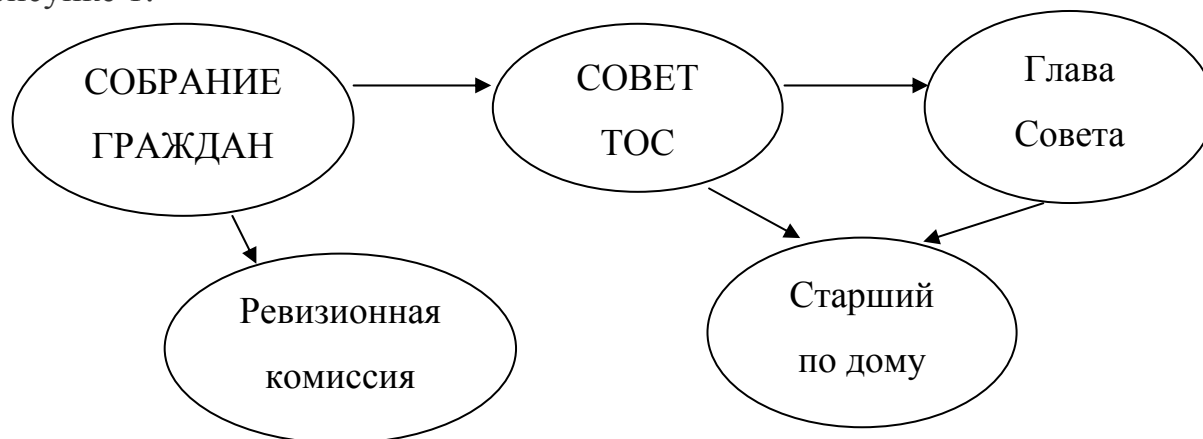 СОБРАНИЕ
ГРАЖДАН
СОВЕТ
ТОС
Глава
Совета
Ревизионная
комиссия
Старший
по дому